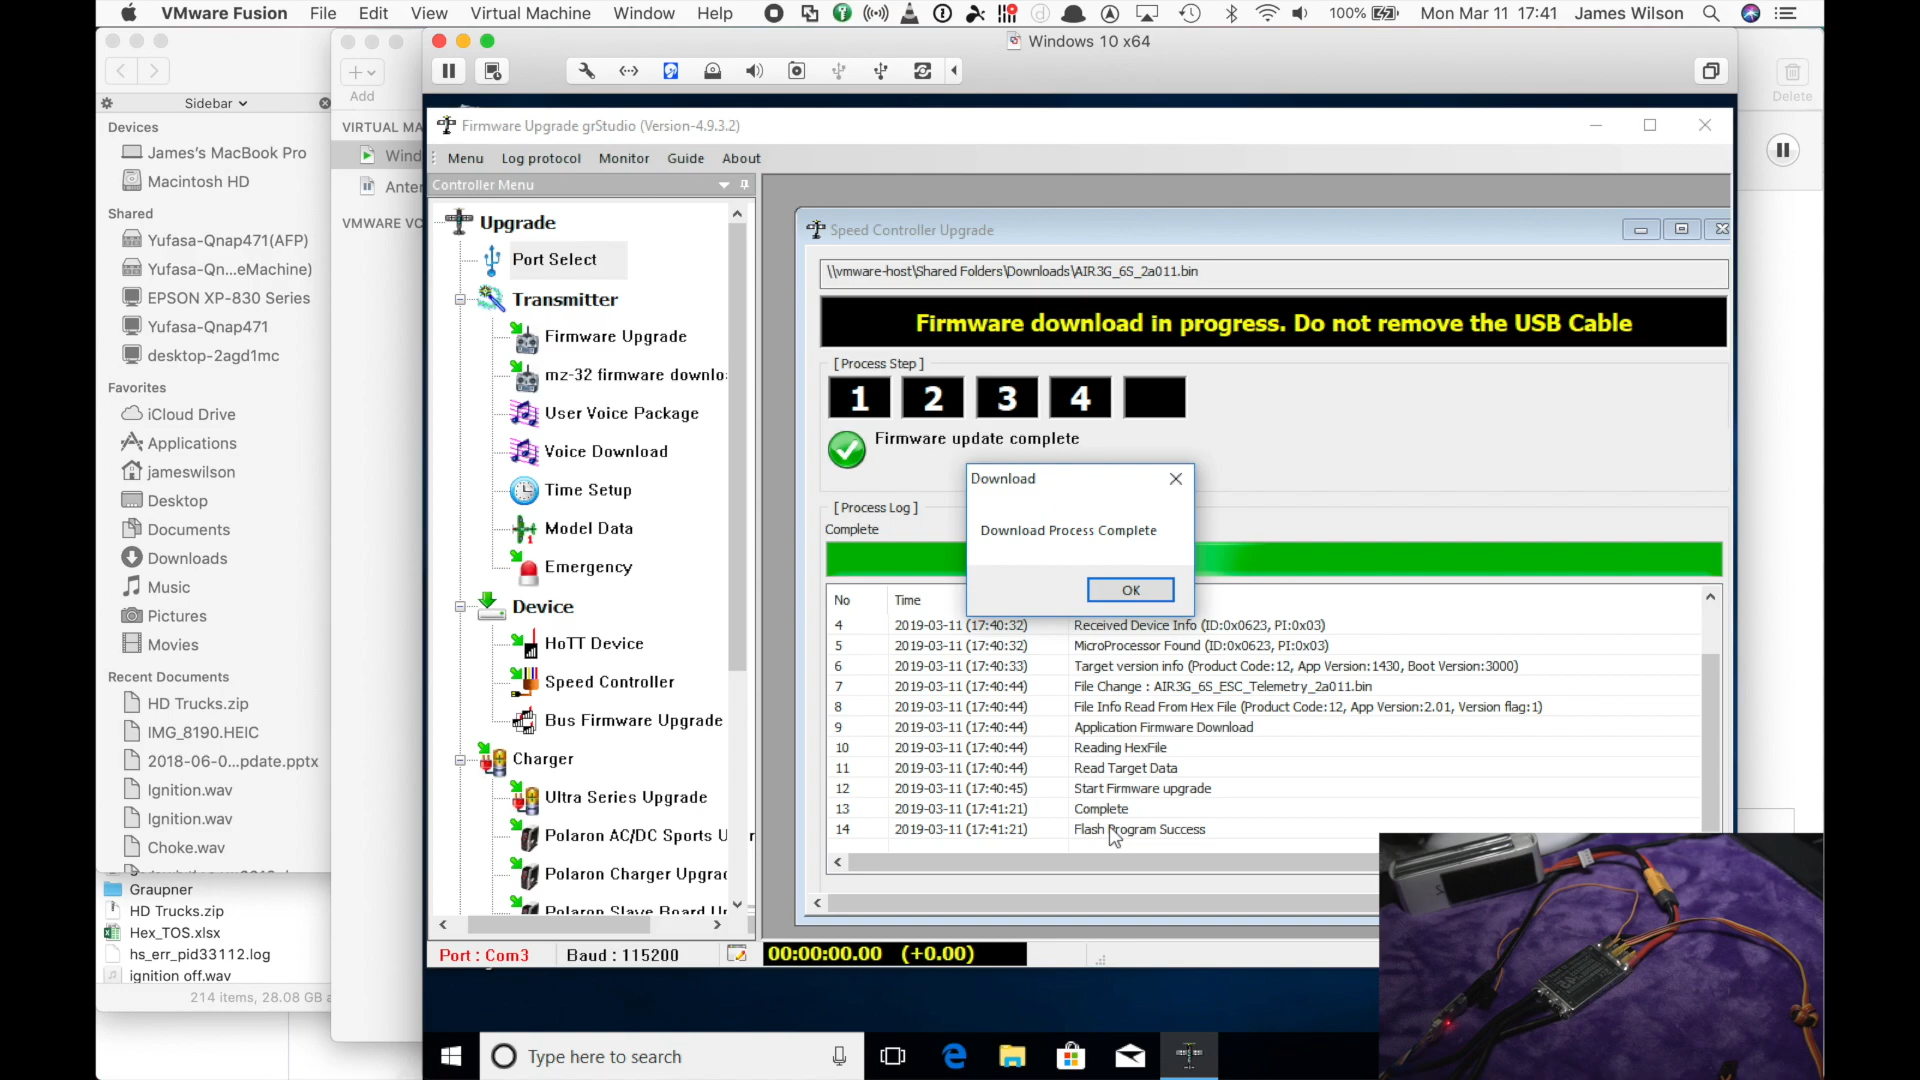 VMware Fusion File Edit View Virtual Machine Window Help 100% Mon Mar 11 17:41 James Wilson
Windows 10 x64
Add
Delete
Sidebar
Devices
James's MacBook Pro
Macintosh HD
Shared
Yufasa-Qnap471(AFP)
Yufasa-Qn...eMachine)
EPSON XP-830 Series
Yufasa-Qnap471
desktop-2agd1mc
Favorites
iCloud Drive
Applications
jameswilson
Desktop
Documents
Downloads
Music
Pictures
Movies
Recent Documents
HD Trucks.zip
IMG_8190.HEIC
2018-06-0...pdate.pptx
Ignition.wav
Ignition.wav
Choke.wav
Graupner
HD Trucks.zip
Hex_TOS.xlsx
hs_err_pid33112.log
ignition off.wav
214 items, 28.08 GB a
VIRTUAL MA
Wind
Anter
VMWARE VC
Firmware Upgrade grStudio (Version-4.9.3.2)
Menu Log protocol Monitor Guide About
Controller Menu
Upgrade
Port Select
Transmitter
Firmware Upgrade
mz-32 firmware downlo
User Voice Package
Voice Download
Time Setup
Model Data
Emergency
Device
HoTT Device
Speed Controller
Bus Firmware Upgrade
Charger
Ultra Series Upgrade
Polaron AC/DC Sports U
Polaron Charger Upgra
Polaron Slave Board U
Port : Com3 Baud : 115200 00:00:00.00 (+0.00)
Speed Controller Upgrade
\\vmware-host\Shared Folders\Downloads\AIR3G_6S_2a011.bin
Firmware download in progress. Do not remove the USB Cable
[ Process Step ]
1 2 3 4
Firmware update complete
Download
Download Process Complete
OK
[ Process Log ]
Complete
No Time
4 2019-03-11 (17:40:32) Received Device Info (ID:0x0623, PI:0x03)
5 2019-03-11 (17:40:32) MicroProcessor Found (ID:0x0623, PI:0x03)
6 2019-03-11 (17:40:33) Target version info (Product Code:12, App Version:1430, Boot Version:3000)
7 2019-03-11 (17:40:44) File Change : AIR3G_6S_ESC_Telemetry_2a011.bin
8 2019-03-11 (17:40:44) File Info Read From Hex File (Product Code:12, App Version:2.01, Version flag:1)
9 2019-03-11 (17:40:44) Application Firmware Download
10 2019-03-11 (17:40:44) Reading HexFile
11 2019-03-11 (17:40:44) Read Target Data
12 2019-03-11 (17:40:45) Start Firmware upgrade
13 2019-03-11 (17:41:21) Complete
14 2019-03-11 (17:41:21) Flash Program Success
Type here to search